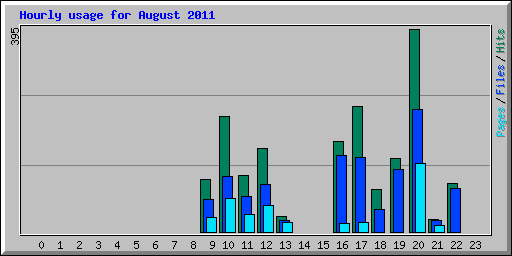 Hourly usage for August 2011
395
Pages / Files / Hits
0 1 2 3 4 5 6 7 8 9 10 11 12 13 14 15 16 17 18 19 20 21 22 23